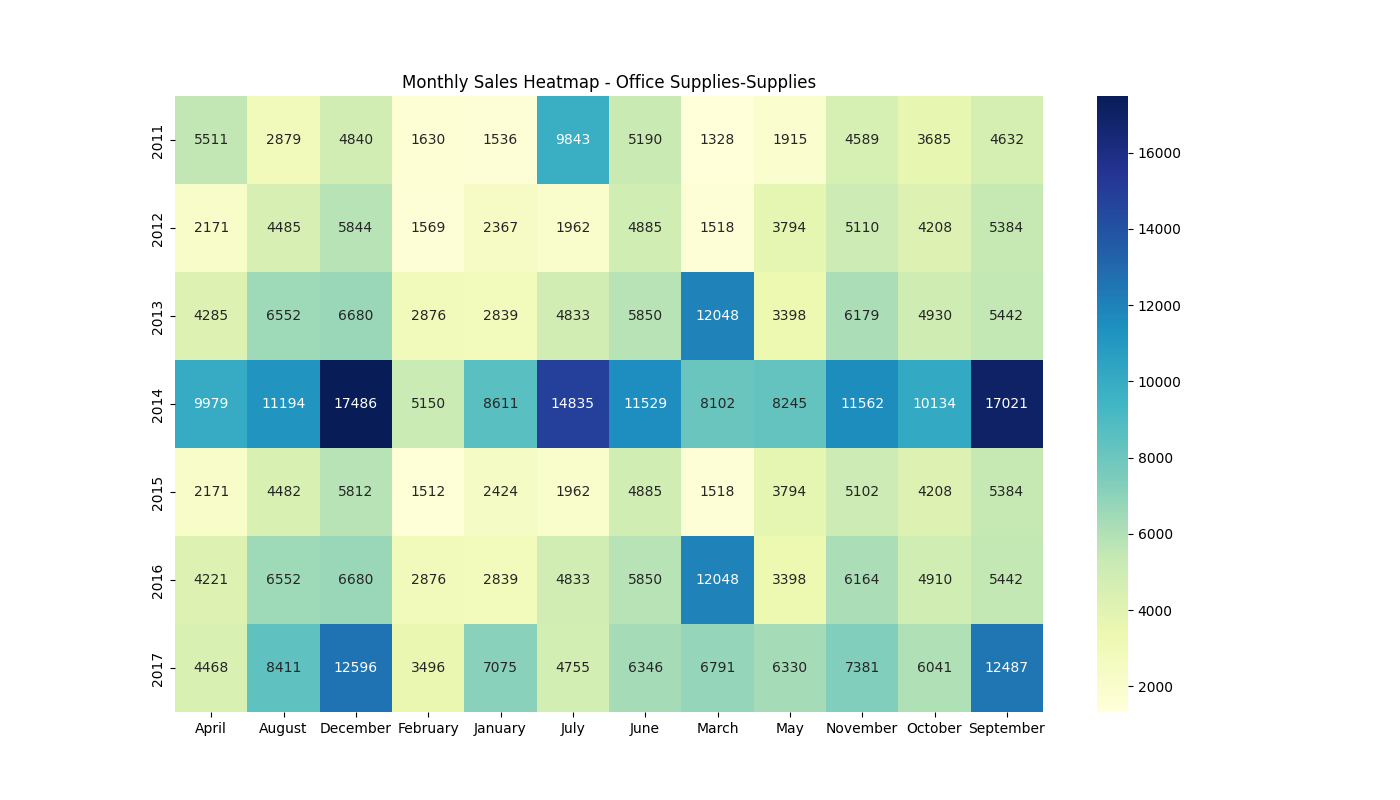 Monthly Sales Heatmap - Office Supplies-Supplies
2011 5511 2879 4840 1630 1536 9843 5190 1328 1915 4589 3685 4632
2012 2171 4485 5844 1569 2367 1962 4885 1518 3794 5110 4208 5384
2013 4285 6552 6680 2876 2839 4833 5850 12048 3398 6179 4930 5442
2014 9979 11194 17486 5150 8611 14835 11529 8102 8245 11562 10134 17021
2015 2171 4482 5812 1512 2424 1962 4885 1518 3794 5102 4208 5384
2016 4221 6552 6680 2876 2839 4833 5850 12048 3398 6164 4910 5442
2017 4468 8411 12596 3496 7075 4755 6346 6791 6330 7381 6041 12487
April August December February January July June March May November October September
16000
14000
12000
10000
8000
6000
4000
2000